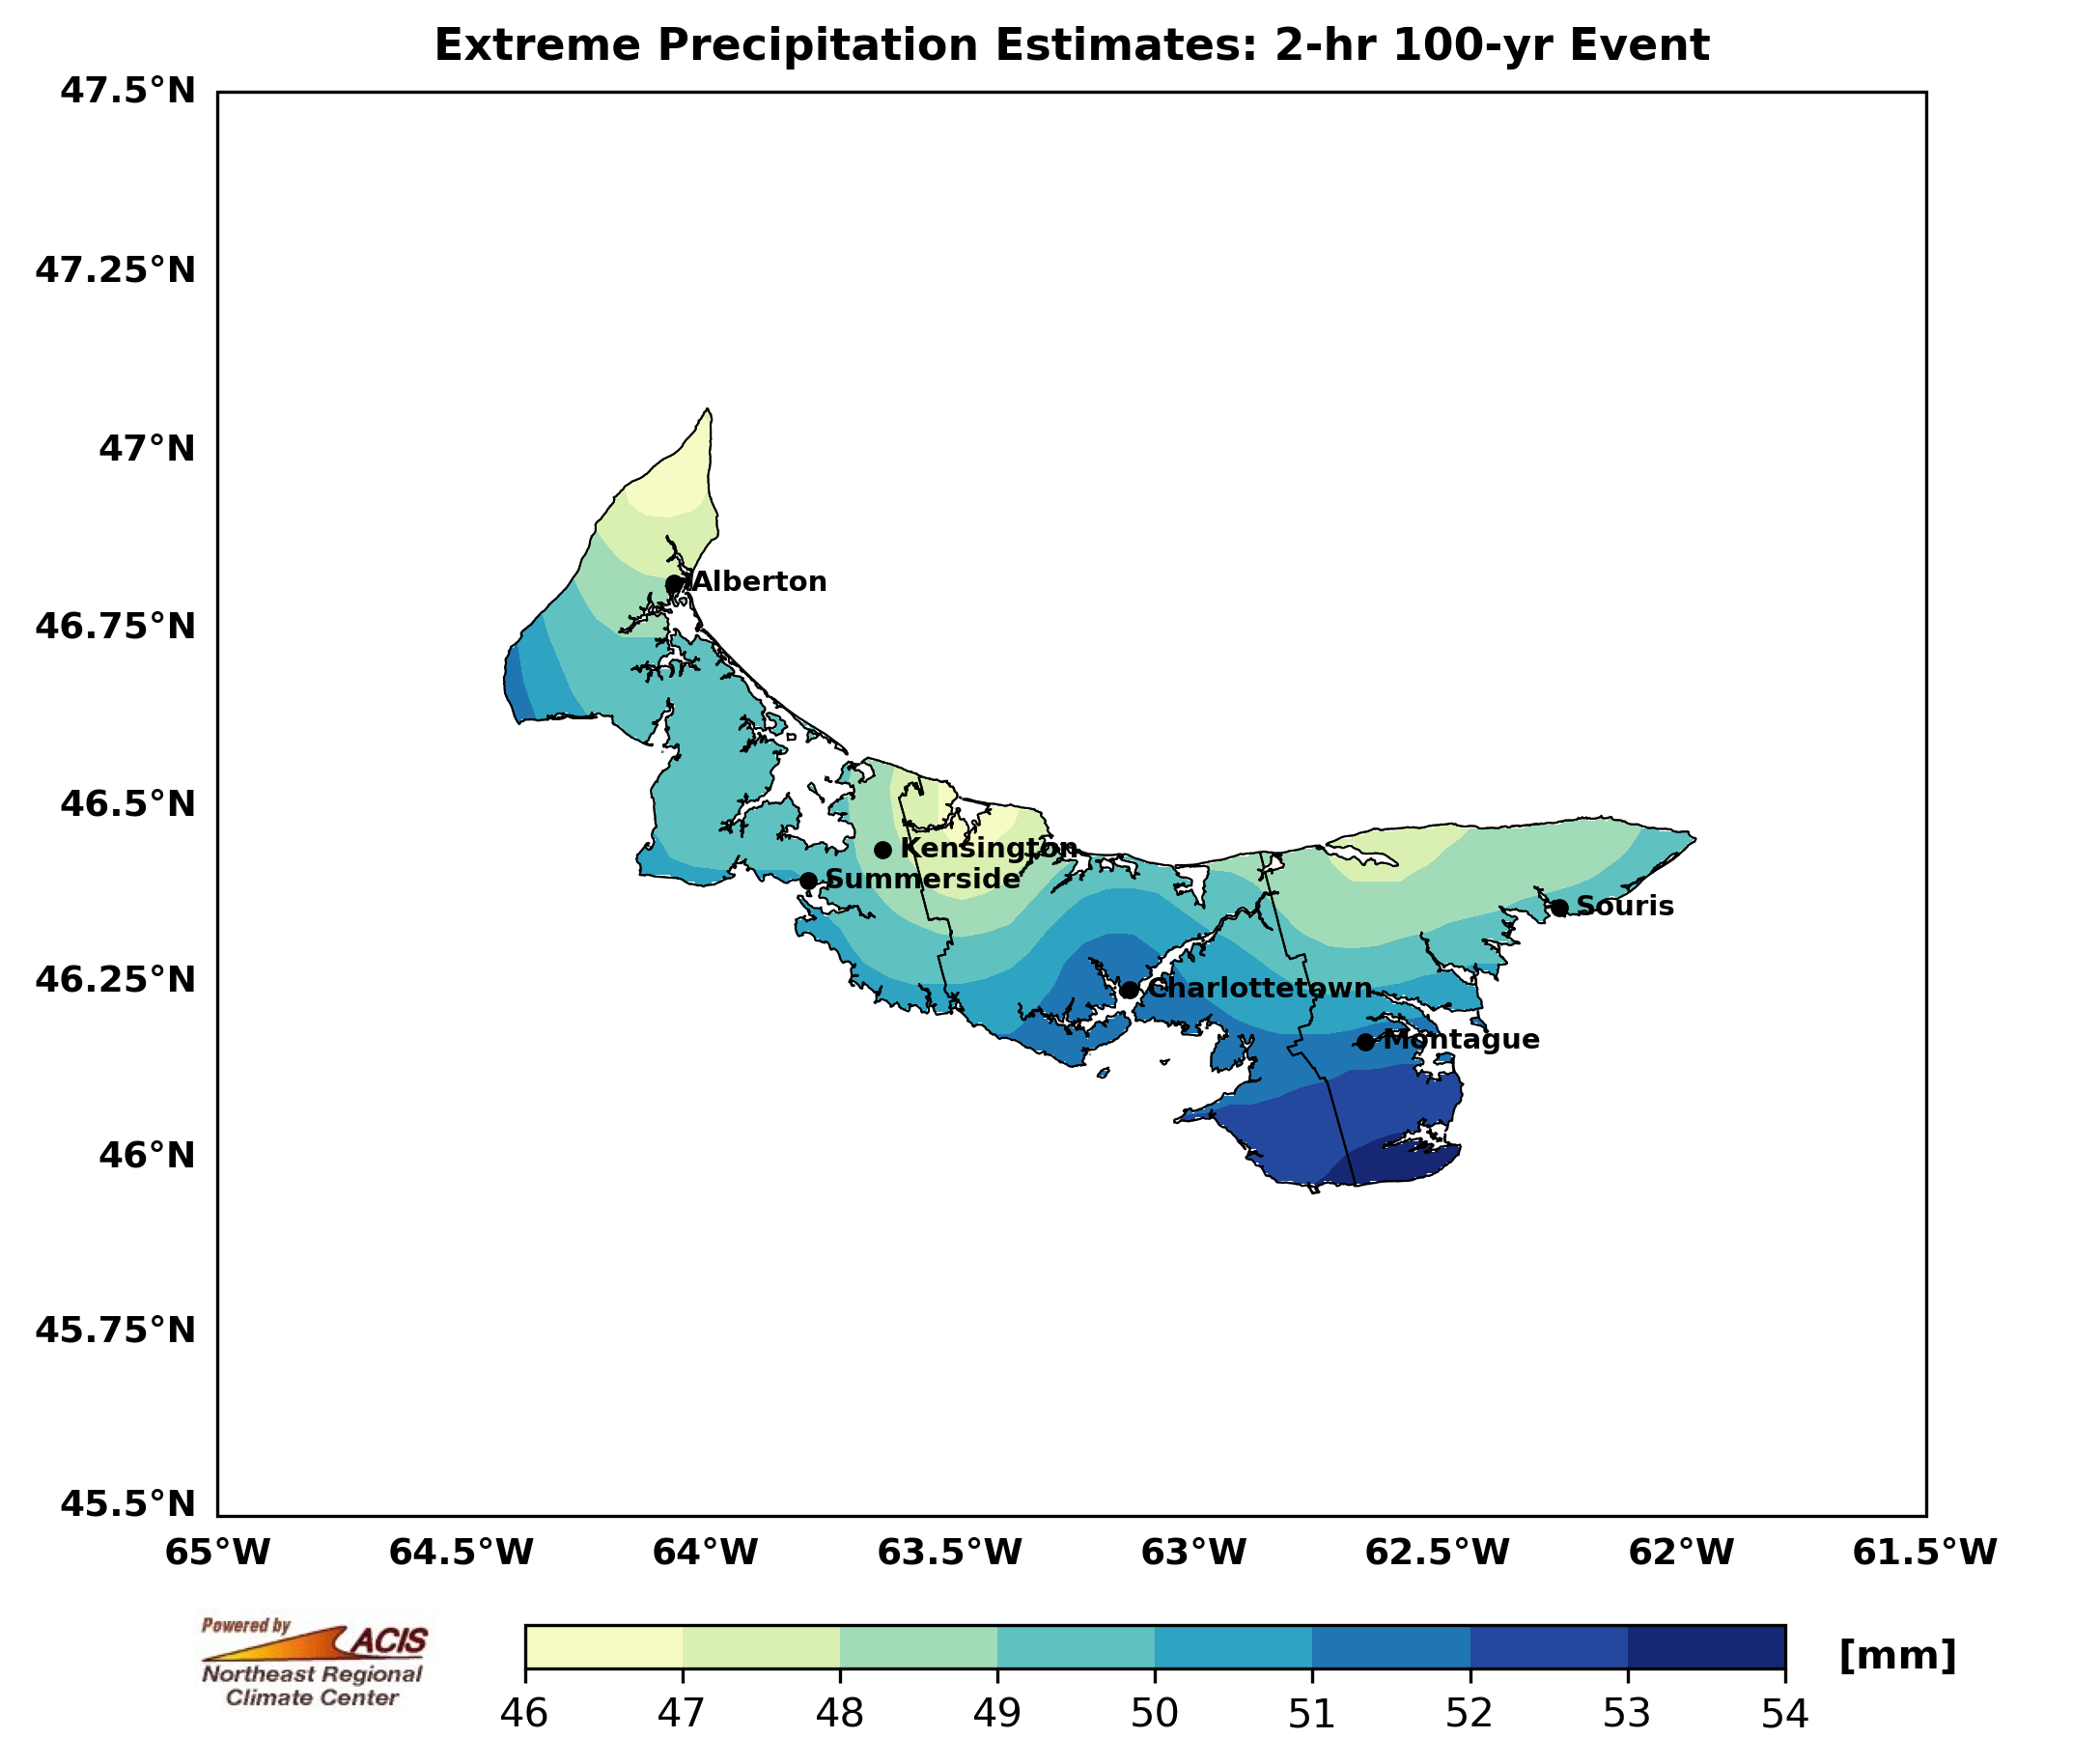 Extreme Precipitation Estimates: 2-hr 100-yr Event
47.5°N
47.25°N
47°N
46.75°N
46.5°N
46.25°N
46°N
45.75°N
45.5°N
Alberton
Kensington
Summerside
Souris
Charlottetown
Montague
65°W 64.5°W 64°W 63.5°W 63°W 62.5°W 62°W 61.5°W
Powered by
ACIS
Northeast Regional
Climate Center
[mm]
46 47 48 49 50 51 52 53 54